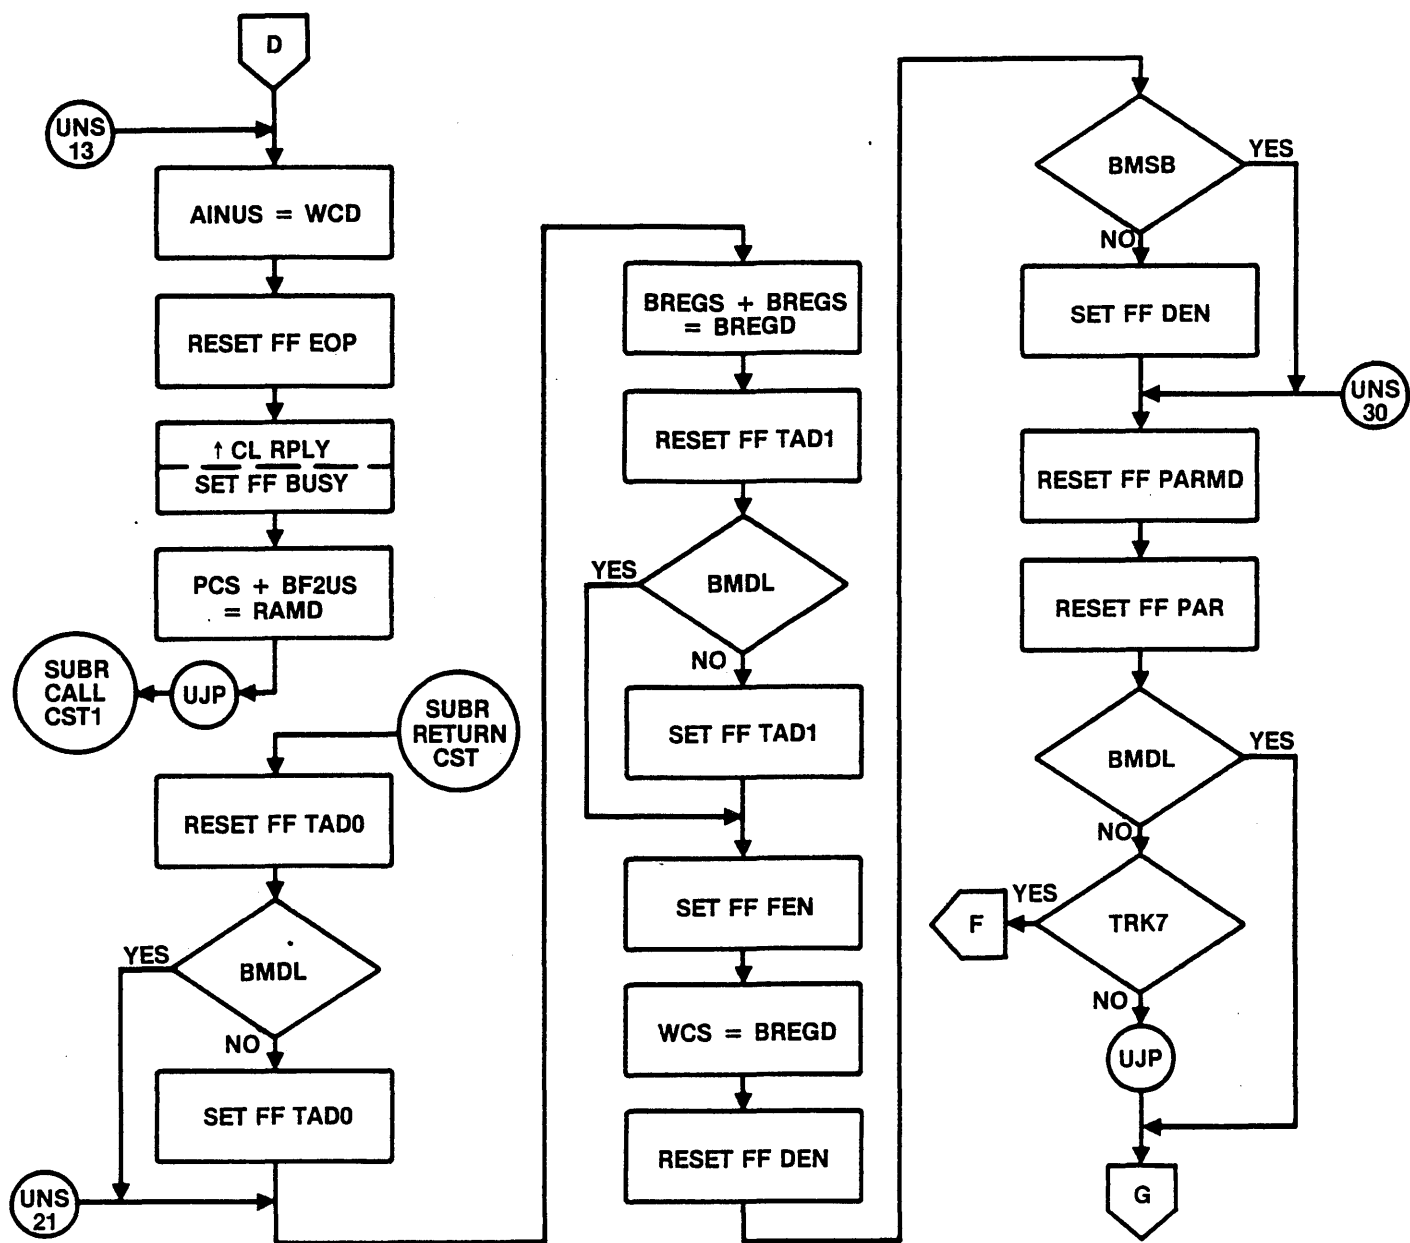 D
UNS
13
AINUS = WCD
RESET FF EOP
↑ CL RPLY
SET FF BUSY
PCS + BF2US
= RAMD
SUBR
CALL
CST1
UJP
SUBR
RETURN
CST
RESET FF TAD0
BMDL
YES
NO
SET FF TAD0
UNS
21
BREGS + BREGS
= BREGD
RESET FF TAD1
YES
BMDL
NO
SET FF TAD1
SET FF FEN
WCS = BREGD
RESET FF DEN
BMSB
YES
NO
SET FF DEN
UNS
30
RESET FF PARMD
RESET FF PAR
BMDL
YES
NO
YES
F
TRK7
NO
UJP
G